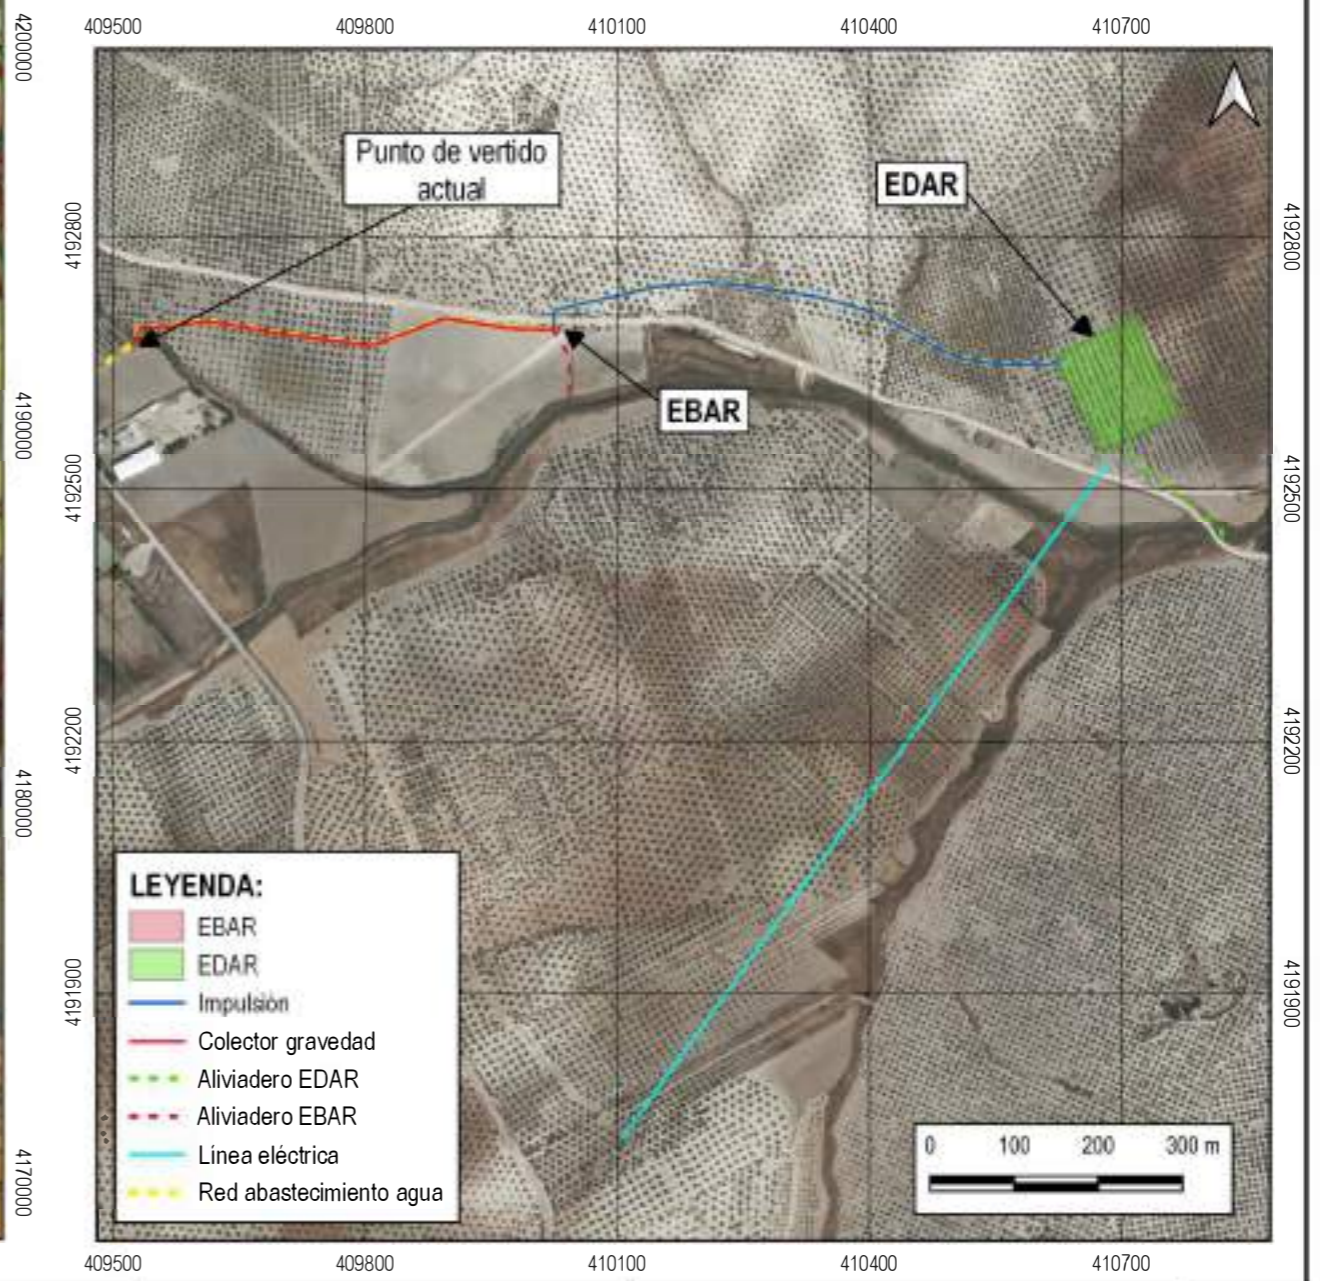 409500 409800 410100 410400 410700
4200000
4190000
4180000
4170000
4192800
4192500
4192200
4191900
Punto de vertido
actual
EDAR
EBAR
4192800
4192500
4192200
4191900
LEYENDA:
EBAR
EDAR
Impulsión
Colector gravedad
Aliviadero EDAR
Aliviadero EBAR
Línea eléctrica
Red abastecimiento agua
0 100 200 300 m
409500 409800 410100 410400 410700